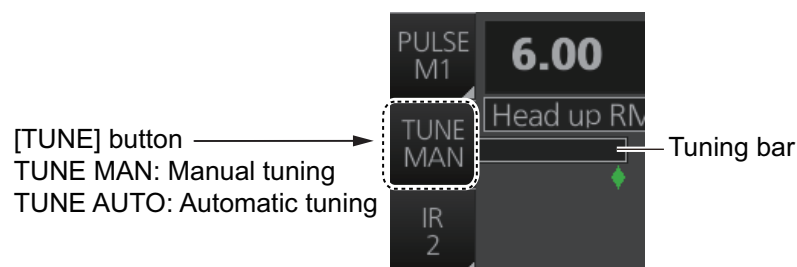 PULSE
M1
6.00
Head up RM
TUNE
MAN
IR
2
[TUNE] button
TUNE MAN: Manual tuning
TUNE AUTO: Automatic tuning
Tuning bar